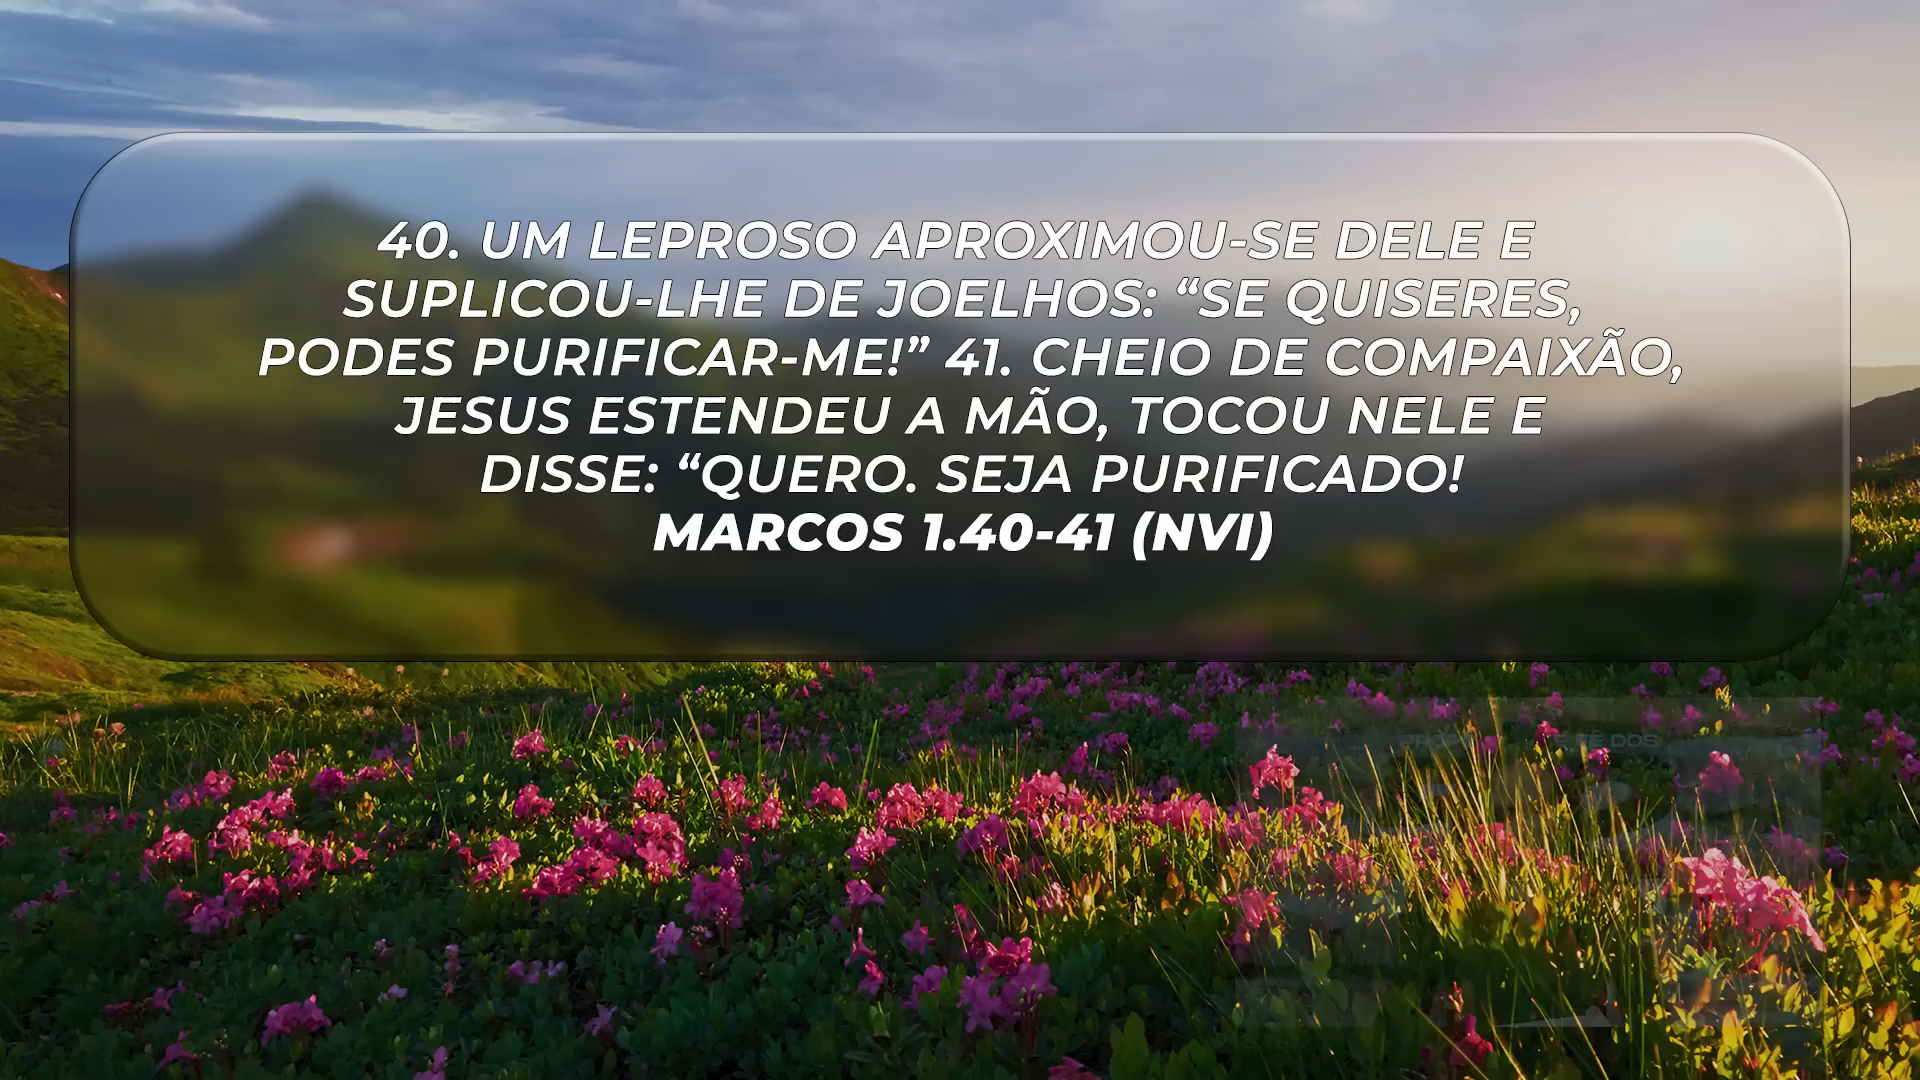 40. UM LEPROSO APROXIMOU-SE DELE E
SUPLICOU-LHE DE JOELHOS: “SE QUISERES,
PODES PURIFICAR-ME!” 41. CHEIO DE COMPAIXÃO,
JESUS ESTENDEU A MÃO, TOCOU NELE E
DISSE: “QUERO. SEJA PURIFICADO!
MARCOS 1.40-41 (NVI)